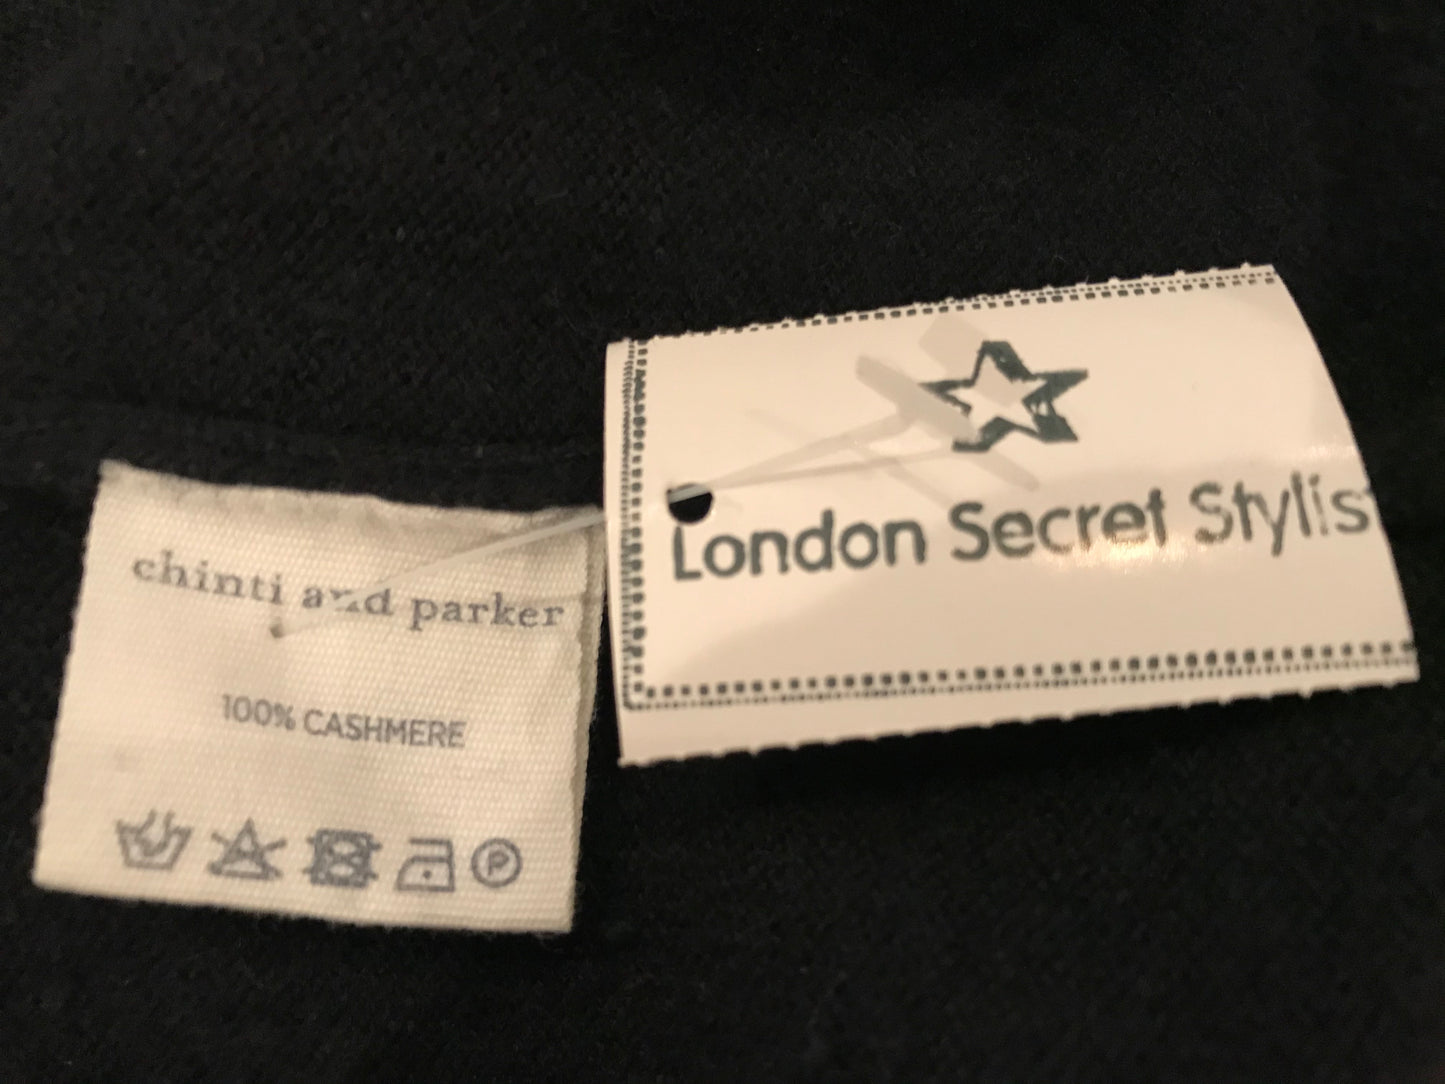 chinti and parker
100% CASHMERE
P
London Secret Stylis